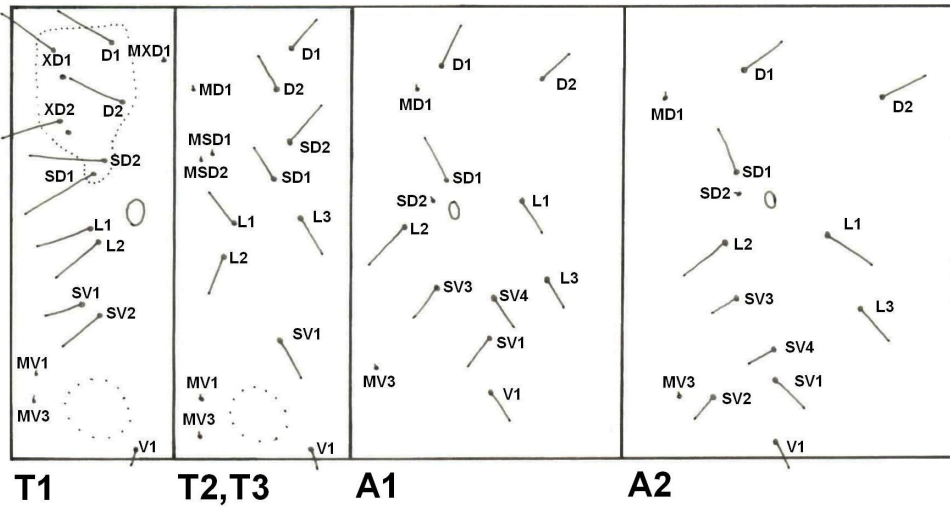 XD1
D1
MXD1
D2
XD2
SD2
SD1
L1
L2
SV1
SV2
MV1
MV3
V1
T1
D1
MD1
D2
MSD1
SD2
MSD2
SD1
L1
L3
L2
SV1
MV1
MV3
V1
T2,T3
D1
D2
MD1
SD1
SD2
L1
L2
L3
SV3
SV4
SV1
MV3
V1
A1
D1
MD1
D2
SD1
SD2
L1
L2
SV3
L3
SV4
MV3
SV2
SV1
V1
A2